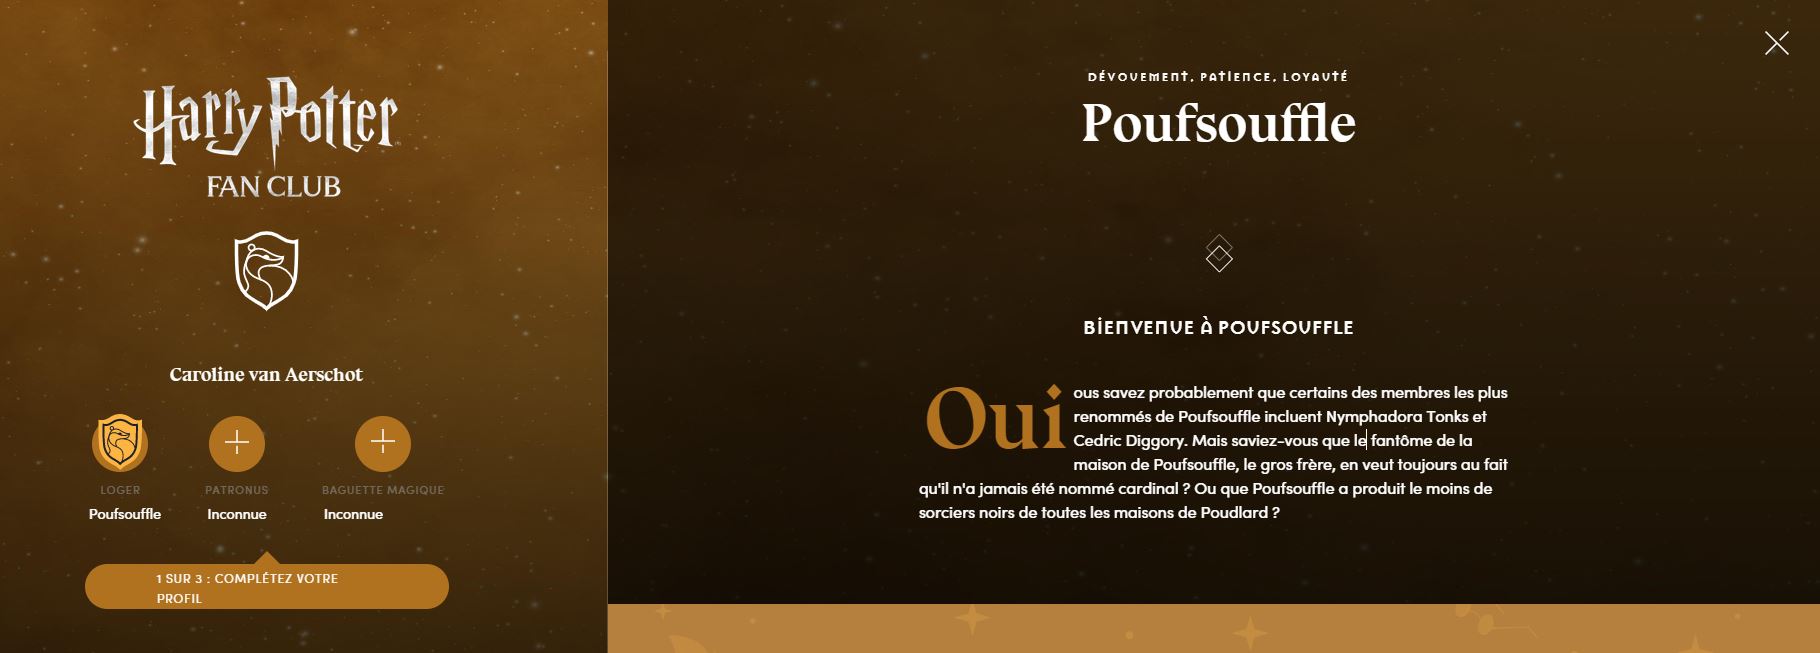 Harry Potter
FAN CLUB
Caroline van Aerschot
LOGER
PATRONUS
BAGUETTE MAGIQUE
Poufsouffle
Inconnue
Inconnue
1 SUR 3 : COMPLÉTEZ VOTRE
PROFIL
DÉVOUEMENT, PATIENCE, LOYAUTÉ
Poufsouffle
BIENVENUE À POUFSOUFFLE
Oui ous savez probablement que certains des membres les plus
renommés de Poufsouffle incluent Nymphadora Tonks et
Cedric Diggory. Mais saviez-vous que le fantôme de la
maison de Poufsouffle, le gros frère, en veut toujours au fait
qu'il n'a jamais été nommé cardinal ? Ou que Poufsouffle a produit le moins de
sorciers noirs de toutes les maisons de Poudlard ?